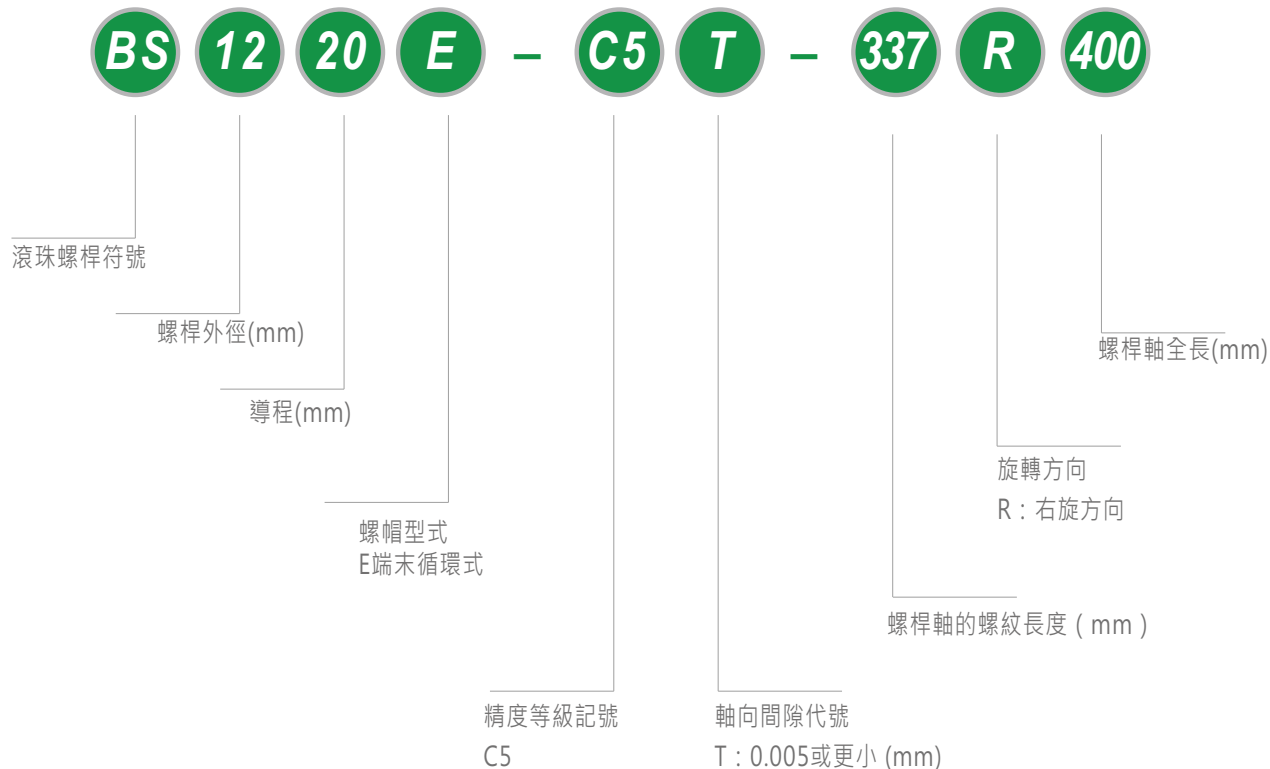 BS 12 20 E – C5 T – 337 R 400
滾珠螺桿符號
螺桿外徑(mm)
螺桿軸全長(mm)
導程(mm)
旋轉方向
R：右旋方向
螺帽型式
E端末循環式
螺桿軸的螺紋長度 ( mm )
精度等級記號
C5
軸向間隙代號
T：0.005或更小 (mm)